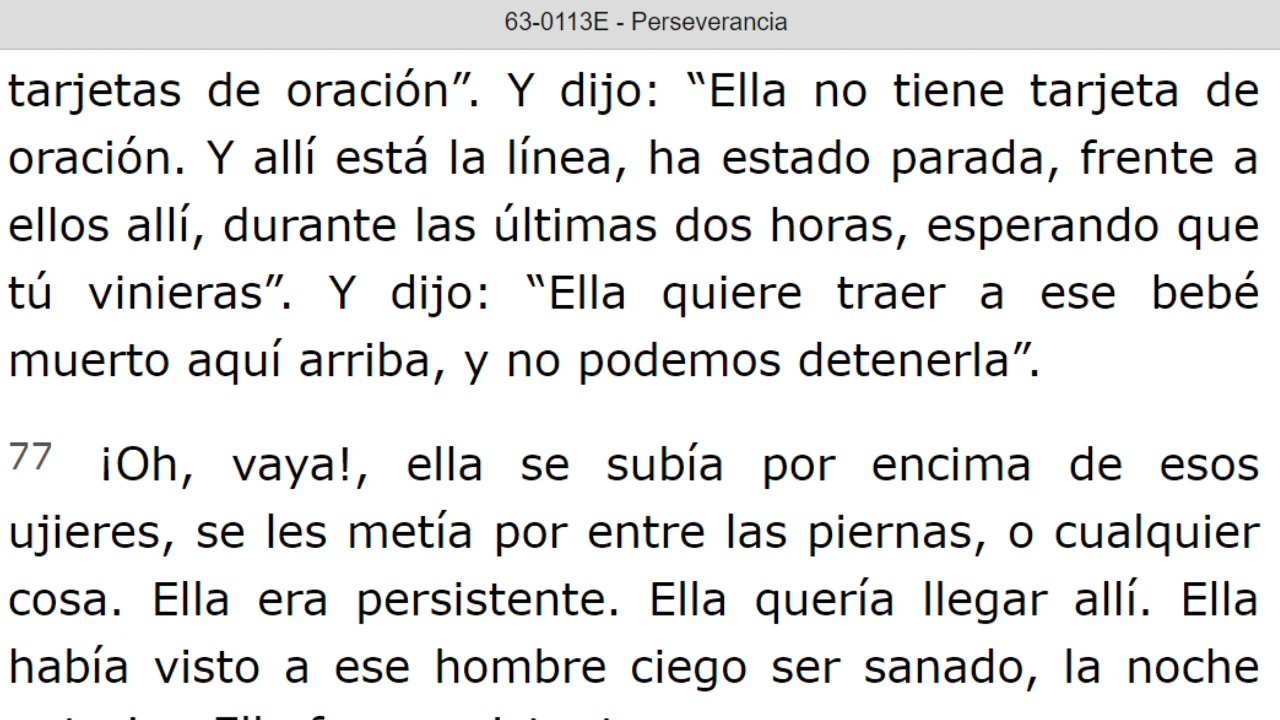 63-0113E - Perseverancia
tarjetas de oración”. Y dijo: “Ella no tiene tarjeta de
oración. Y allí está la línea, ha estado parada, frente a
ellos allí, durante las últimas dos horas, esperando que
tú vinieras”. Y dijo: “Ella quiere traer a ese bebé
muerto aquí arriba, y no podemos detenerla”.
77 ¡Oh, vaya!, ella se subía por encima de esos
ujieres, se les metía por entre las piernas, o cualquier
cosa. Ella era persistente. Ella quería llegar allí. Ella
había visto a ese hombre ciego ser sanado, la noche